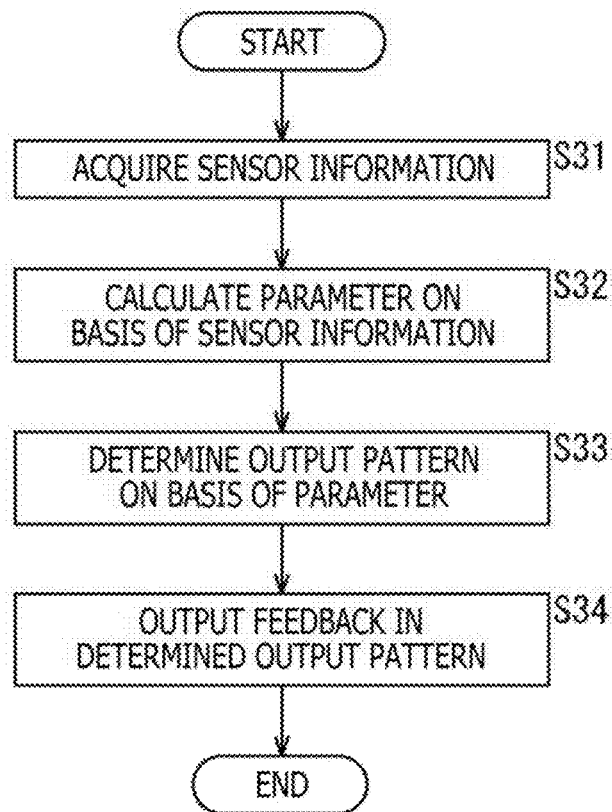 START
ACQUIRE SENSOR INFORMATION
S31
CALCULATE PARAMETER ON
BASIS OF SENSOR INFORMATION
S32
DETERMINE OUTPUT PATTERN
ON BASIS OF PARAMETER
S33
OUTPUT FEEDBACK IN
DETERMINED OUTPUT PATTERN
S34
END